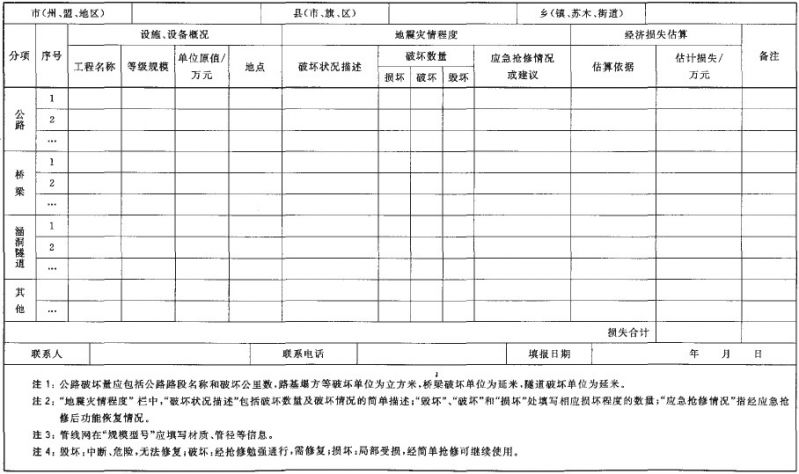 市(州、盟、地区) 县(市、旗、区) 乡(镇、苏木、街道)
分项 序号 设施、设备概况 地震灾情程度 经济损失估算 备注
工程名称 等级规模 单位原值/万元 地点 破坏状况描述 破坏数量 应急抢修情况或建议 估算依据 估计损失/万元
损坏 破坏 毁坏
公路 1
2
…
桥梁 1
2
…
涵洞隧道 1
2
…
其他
…
损失合计
联系人 联系电话 填报日期 年 月 日
注1:公路破坏量应包括公路路段名称和破坏公里数,路基塌方等破坏单位为立方米,桥梁破坏单位为延米,隧道破坏单位为延米。
注2:“地震灾情程度”栏中,“破坏状况描述”包括破坏数量及破坏情况的简单描述;“毁坏”、“破坏”和“损坏”处填写相应损坏程度的数量;“应急抢修情况”指经应急抢
修后功能恢复情况。
注3:管线网在“规模型号”应填写材质、管径等信息。
注4:毁坏:中断、危险,无法修复;破坏:经抢修勉强进行,需修复;损坏:局部受损,经简单抢修可继续使用。